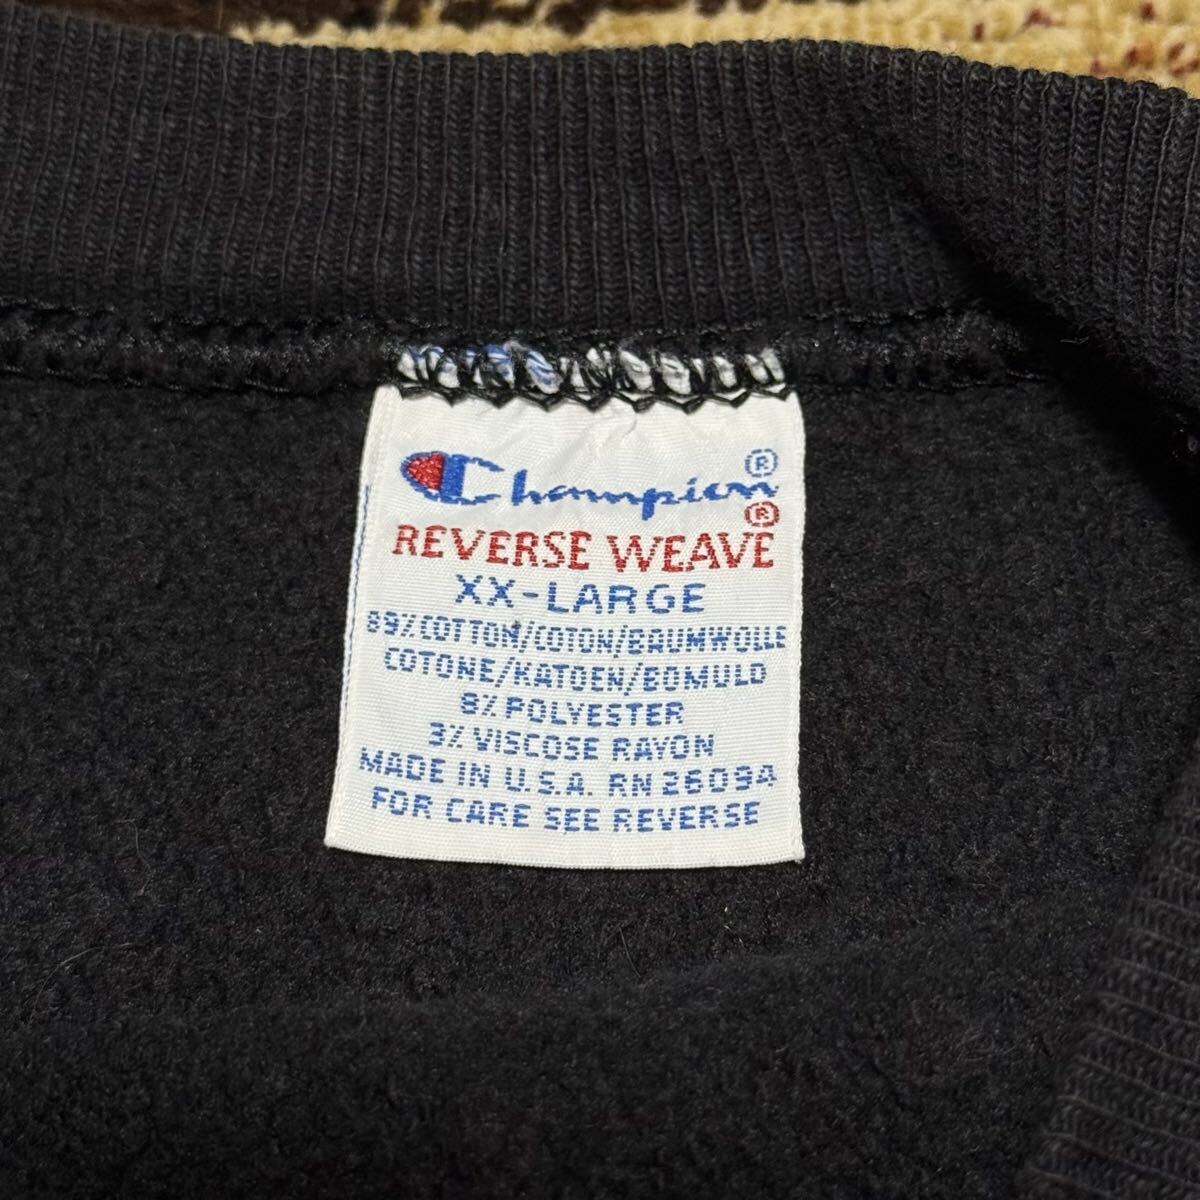 Champion®
REVERSE WEAVE®
XX-LARGE
89% COTTON/COTON/BAUMWOLLE
COTONE/KATOEN/BOMULD
8% POLYESTER
3% VISCOSE RAYON
MADE IN U.S.A. RN 26094
FOR CARE SEE REVERSE